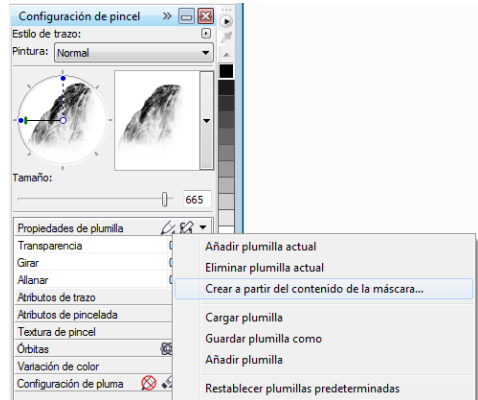 Configuración de pincel
Estilo de trazo:
Pintura: Normal
Tamaño:
665
Propiedades de plumilla
Transparencia
Girar
Allanar
Atributos de trazo
Atributos de pincelada
Textura de pincel
Órbitas
Variación de color
Configuración de pluma
Añadir plumilla actual
Eliminar plumilla actual
Crear a partir del contenido de la máscara...
Cargar plumilla
Guardar plumilla como
Añadir plumilla
Restablecer plumillas predeterminadas